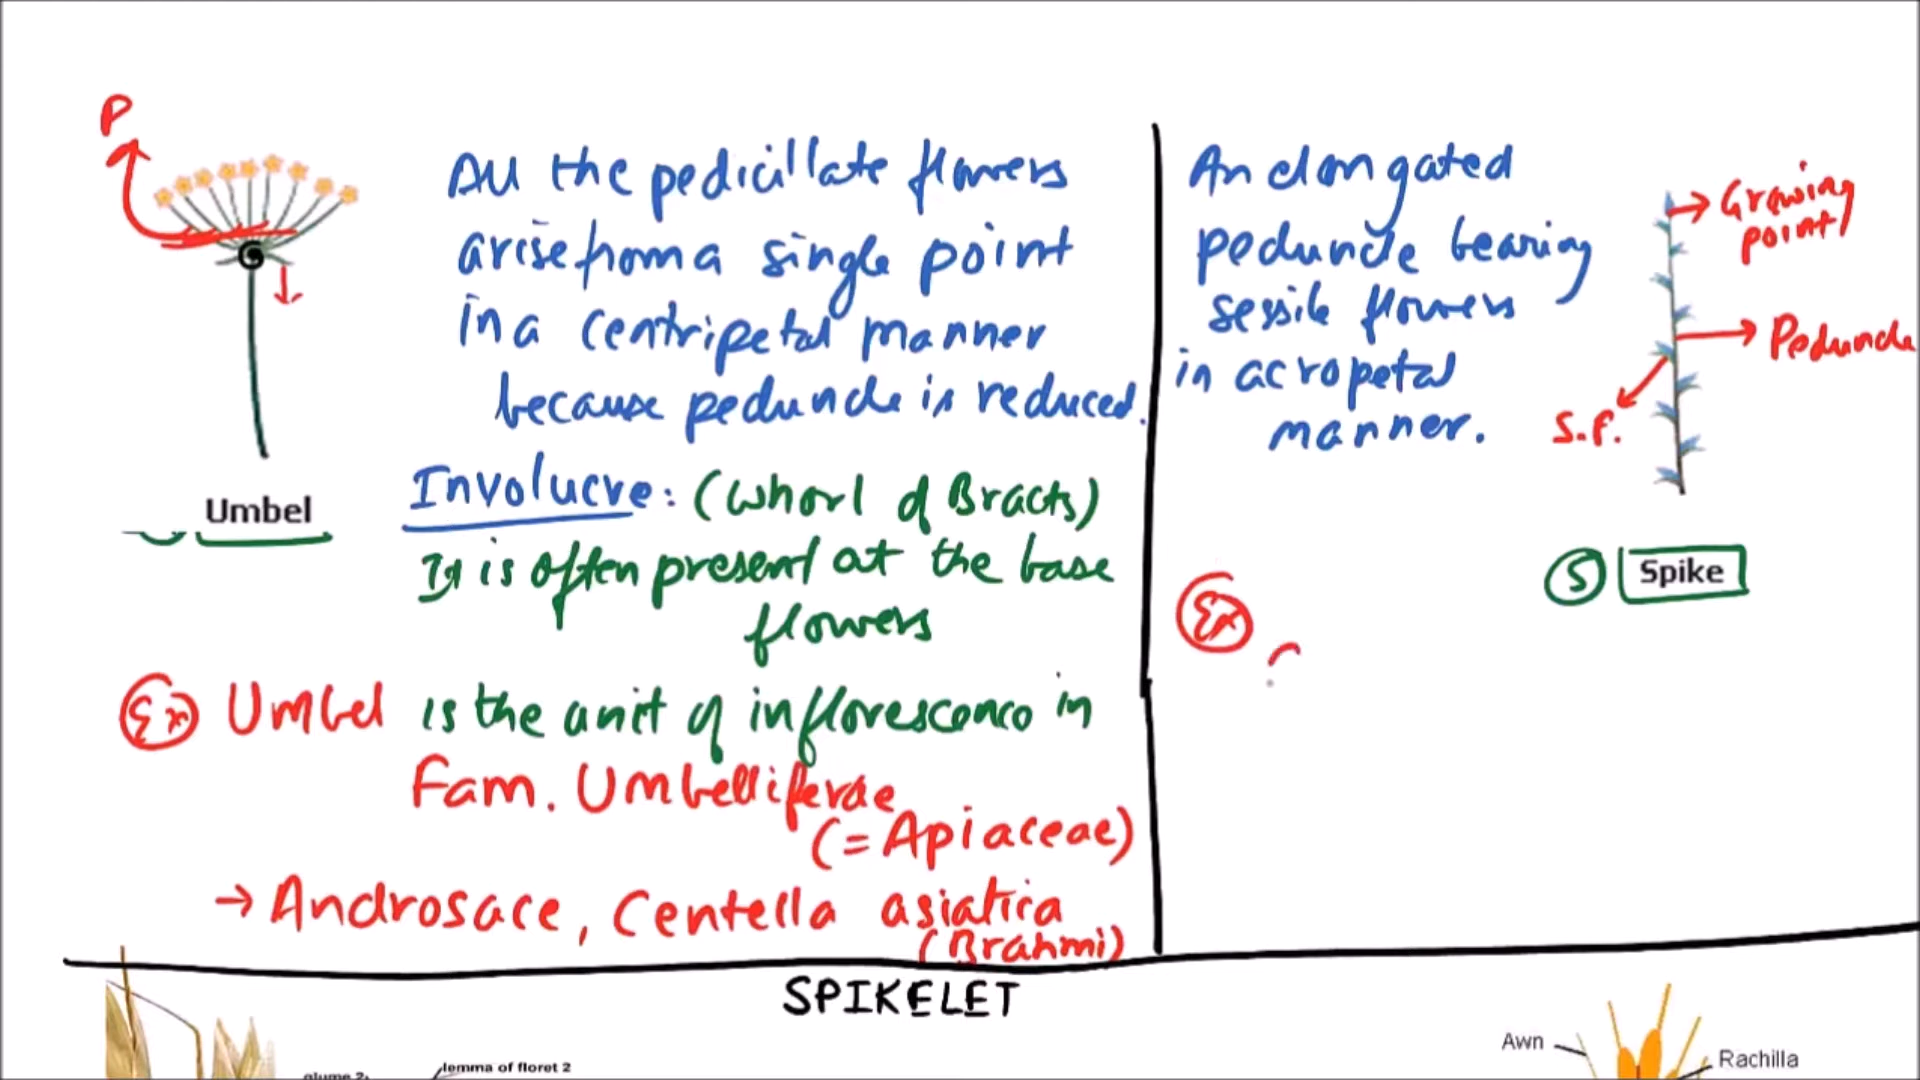 P
All the pedicillate flowers
arise from a single point
in a centripetal manner
because peduncle is reduced.
Involucre: (whorl of Bracts)
It is often present at the base
flowers
Umbel
Ex Umbel is the unit of inflorescence in
Fam. Umbelliferae
(= Apiaceae)
→ Androsace, Centella asiatica
(Brahmi)
An elongated
peduncle bearing
sessile flowers
in acropetal
manner.
Growing
point
Peduncle
S.F.
5 Spike
Ex
SPIKELET
glume 2
lemma of floret 2
Awn
Rachilla